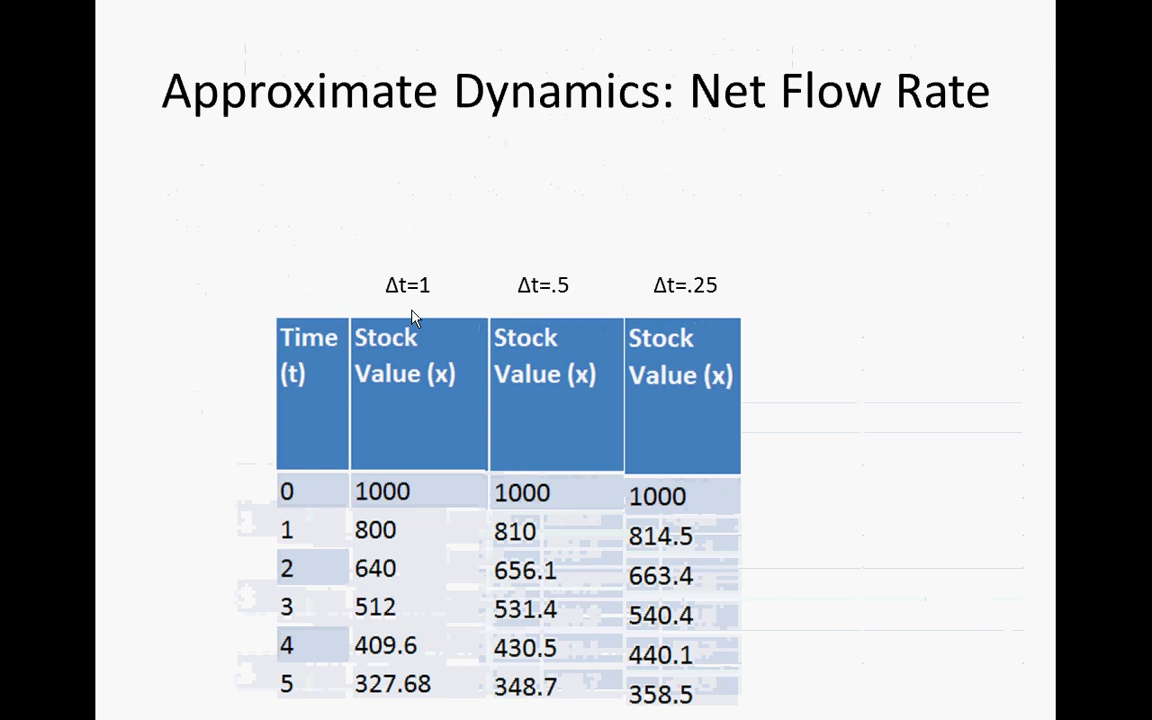 Approximate Dynamics: Net Flow Rate
Δt=1 Δt=.5 Δt=.25
Time Stock Stock Stock
(t) Value (x) Value (x) Value (x)
0 1000 1000 1000
1 800 810 814.5
2 640 656.1 663.4
3 512 531.4 540.4
4 409.6 430.5 440.1
5 327.68 348.7 358.5